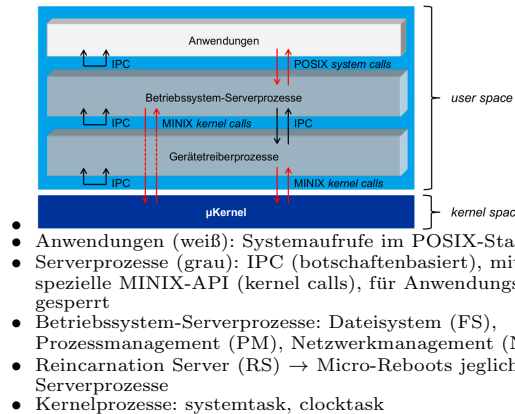 Anwendungen
IPC
POSIX system calls
Betriebssystem-Serverprozesse
user space
IPC
MINIX kernel calls
IPC
Gerätetreiberprozesse
IPC
MINIX kernel calls
µKernel
kernel spac
•
• Anwendungen (weiß): Systemaufrufe im POSIX-Sta
• Serverprozesse (grau): IPC (botschaftenbasiert), mi
spezielle MINIX-API (kernel calls), für Anwendungs
gesperrt
• Betriebssystem-Serverprozesse: Dateisystem (FS),
Prozessmanagement (PM), Netzwerkmanagement (N
• Reincarnation Server (RS) → Micro-Reboots jeglich
Serverprozesse
• Kernelprozesse: systemtask, clocktask